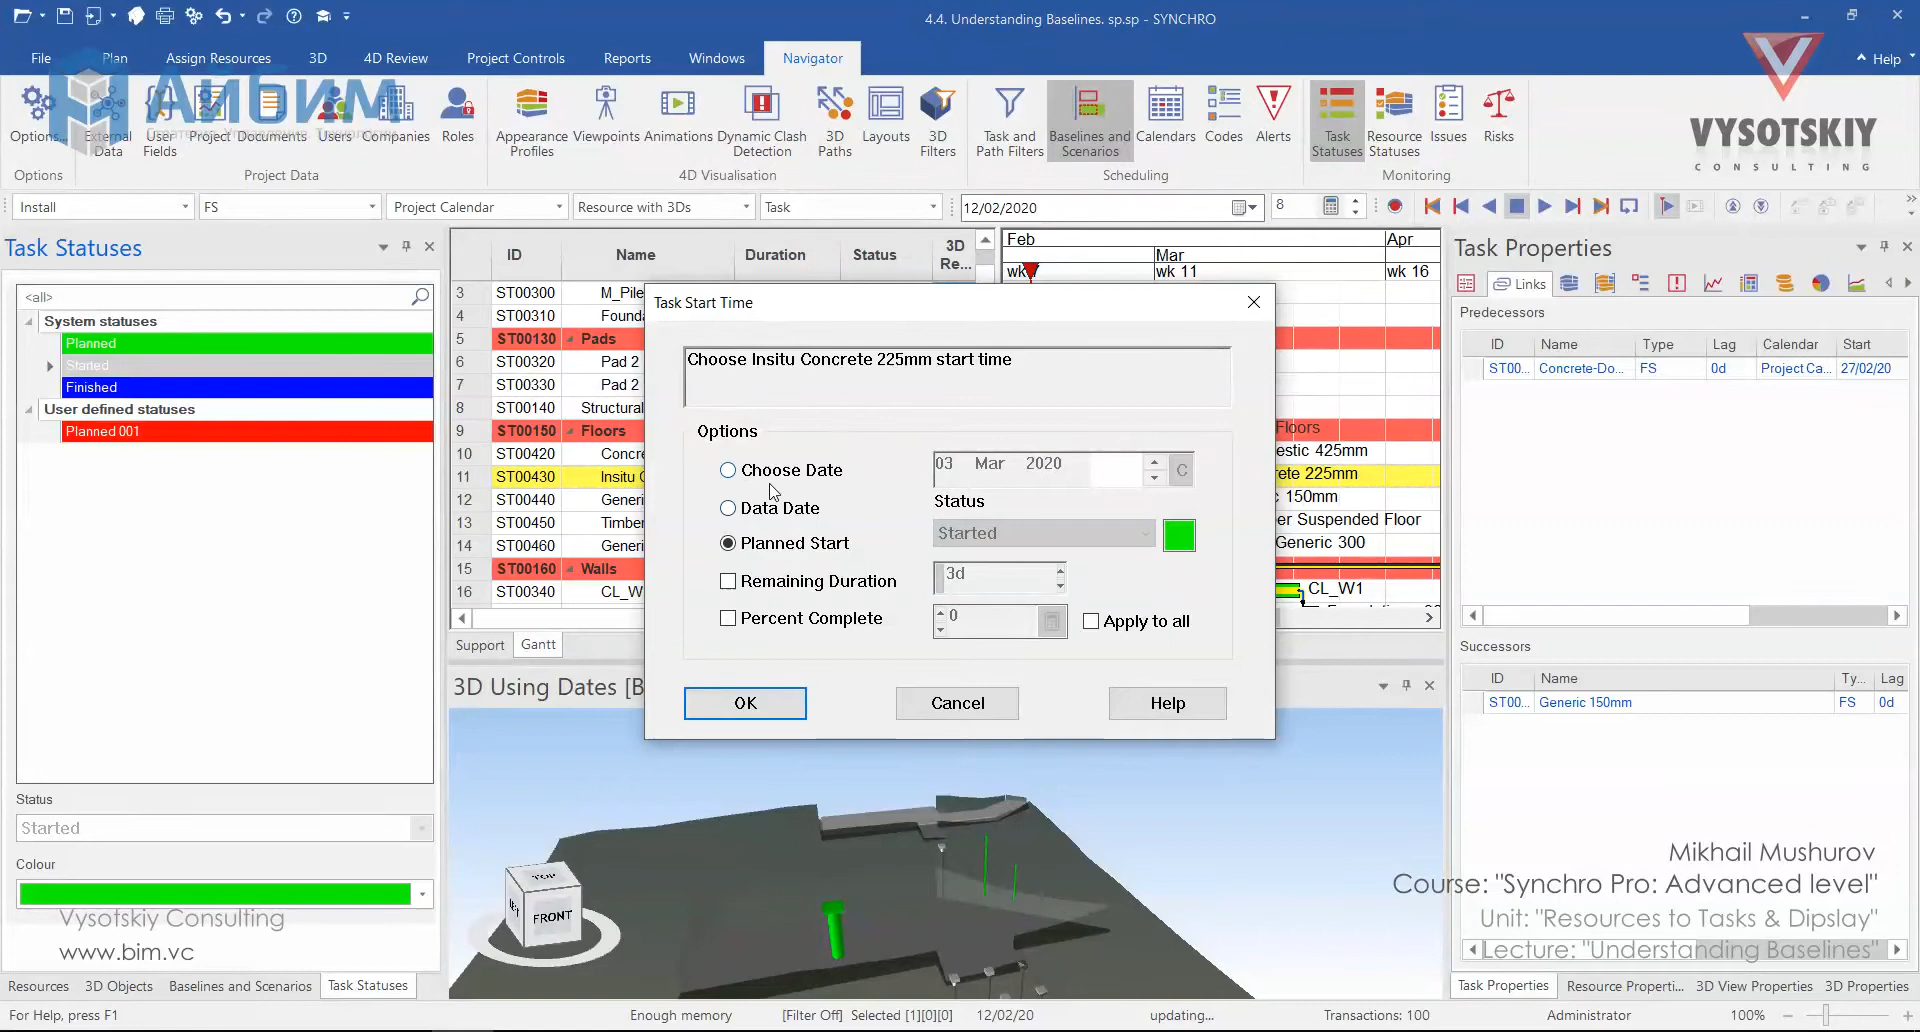 4.4. Understanding Baselines. sp.sp - SYNCHRO
File Plan Assign Resources 3D 4D Review Project Controls Reports Windows Navigator Help
Айбим
VYSOTSKIY
CONSULTING
Options External Data User Fields Project Documents Users Companies Roles
Appearance Profiles Viewpoints Animations Dynamic Clash Detection 3D Paths Layouts 3D Filters
Task and Path Filters Baselines and Scenarios Calendars Codes Alerts
Task Statuses Resource Statuses Issues Risks
Options Project Data 4D Visualisation Scheduling Monitoring
Install FS Project Calendar Resource with 3Ds Task 12/02/2020 8
Task Statuses
<all>
System statuses
Planned
Started
Finished
User defined statuses
Planned 001
Status
Started
Colour
Vysotskiy Consulting
www.bim.vc
Resources 3D Objects Baselines and Scenarios Task Statuses
ID Name Duration Status 3D Re...
3 ST00300 M_Pile
4 ST00310 Founda
5 ST00130 Pads
6 ST00320 Pad 2
7 ST00330 Pad 2
8 ST00140 Structural
9 ST00150 Floors
10 ST00420 Concre
11 ST00430 Insitu C
12 ST00440 Generi
13 ST00450 Timber
14 ST00460 Generi
15 ST00160 Walls
16 ST00340 CL_W
Support Gantt
Feb
Mar Apr
wk 7 wk 11 wk 16
Floors
estic 425mm
rete 225mm
: 150mm
er Suspended Floor
Generic 300
CL_W1
Task Start Time
Choose Insitu Concrete 225mm start time
Options
Choose Date 03 Mar 2020 C
Data Date Status
Planned Start Started
Remaining Duration 3d
Percent Complete 0 Apply to all
OK Cancel Help
3D Using Dates [B
TOP
FRONT
Task Properties
Links
Predecessors
ID Name Type Lag Calendar Start
ST00... Concrete-Do... FS 0d Project Ca... 27/02/20
Successors
ID Name Ty... Lag
ST00... Generic 150mm FS 0d
Mikhail Mushurov
Course: "Synchro Pro: Advanced level"
Unit: "Resources to Tasks & Dipslay"
Lecture: "Understanding Baselines"
Task Properties Resource Properti... 3D View Properties 3D Properties
For Help, press F1 Enough memory [Filter Off] Selected [1][0][0] 12/02/20 updating... Transactions: 100 Administrator 100%